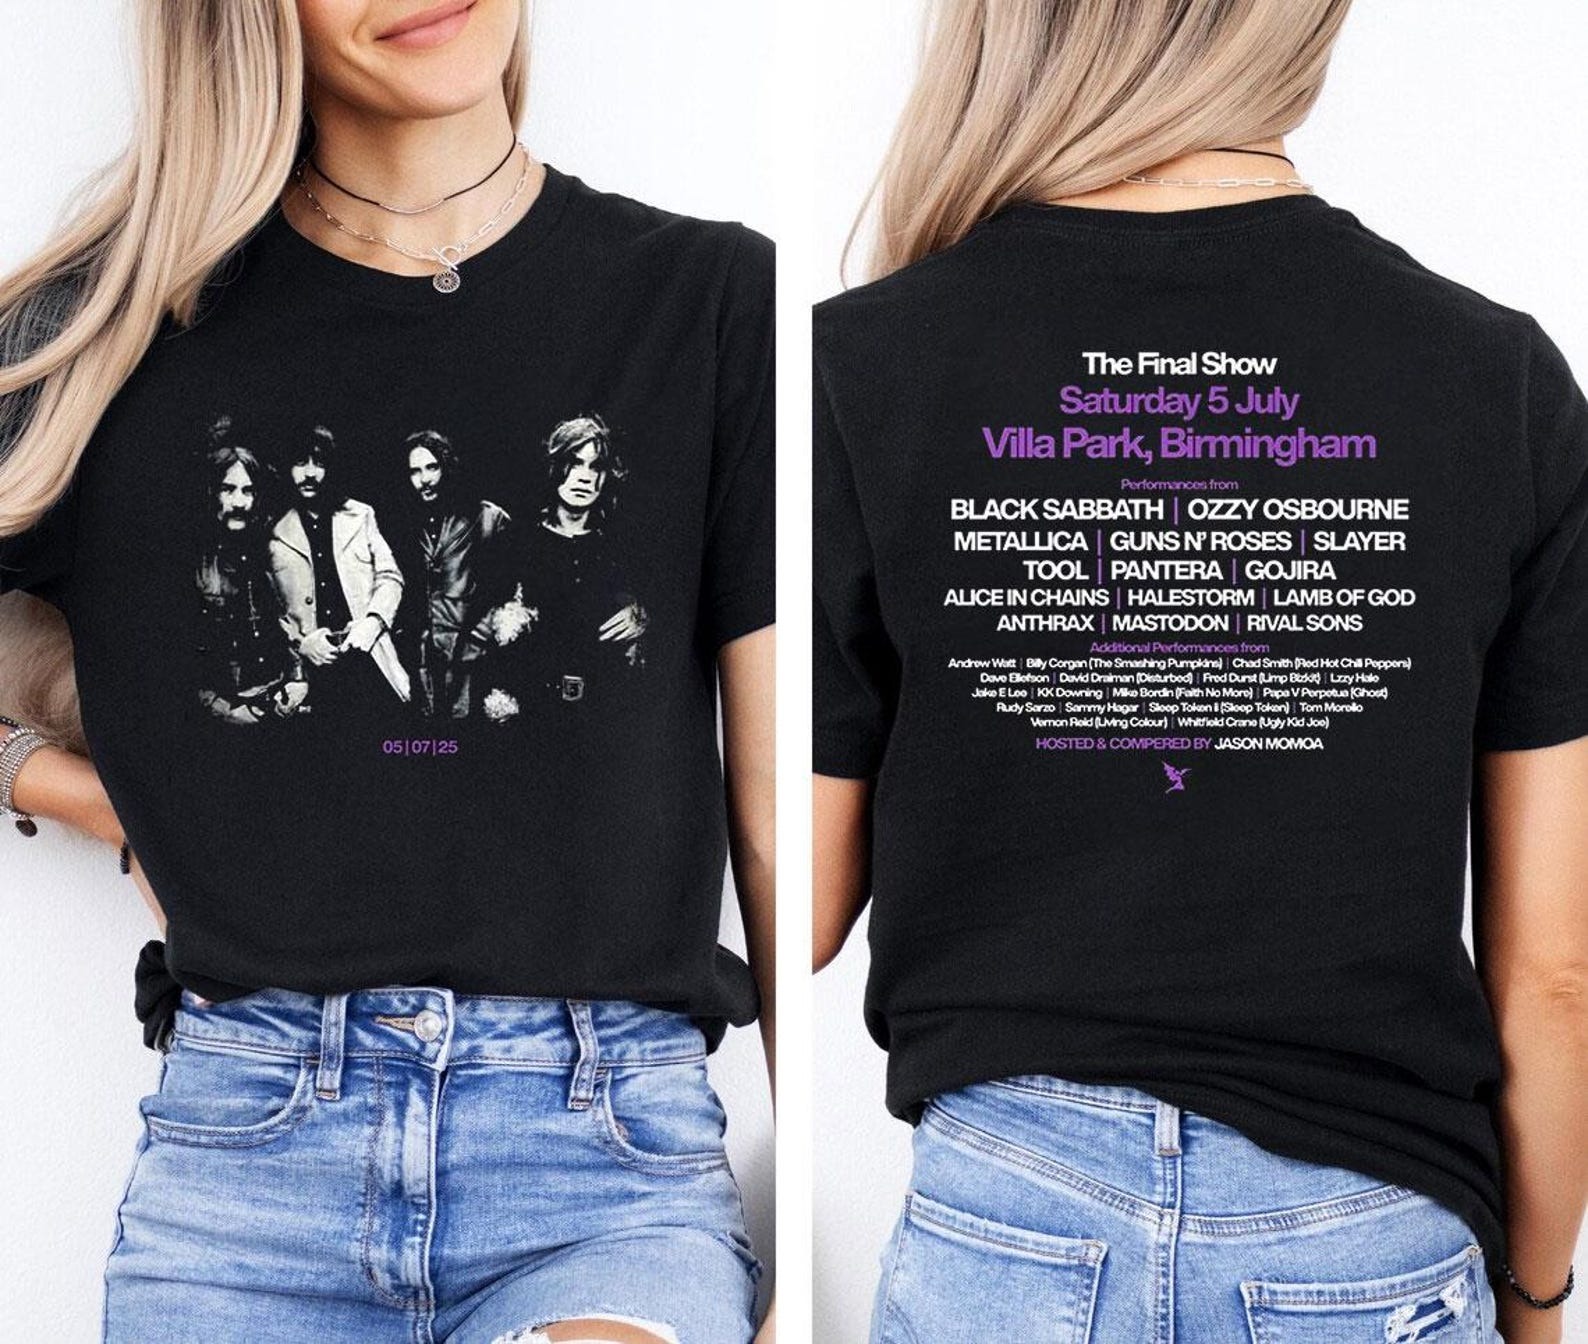 05|07|25
The Final Show
Saturday 5 July
Villa Park, Birmingham
Performances from
BLACK SABBATH | OZZY OSBOURNE
METALLICA | GUNS N' ROSES | SLAYER
TOOL | PANTERA | GOJIRA
ALICE IN CHAINS | HALESTORM | LAMB OF GOD
ANTHRAX | MASTODON | RIVAL SONS
Additional Performances from
Andrew Watt | Billy Corgan (The Smashing Pumpkins) | Chad Smith (Red Hot Chili Peppers)
Dave Ellefson | David Draiman (Disturbed) | Fred Durst (Limp Bizkit) | Lzzy Hale
Jake E Lee | KK Downing | Mike Bordin (Faith No More) | Papa V Perpetua (Ghost)
Rudy Sarzo | Sammy Hagar | Sleep Token ii (Sleep Token) | Tom Morello
Vernon Reid (Living Colour) | Whitfield Crane (Ugly Kid Joe)
HOSTED & COMPERED BY JASON MOMOA